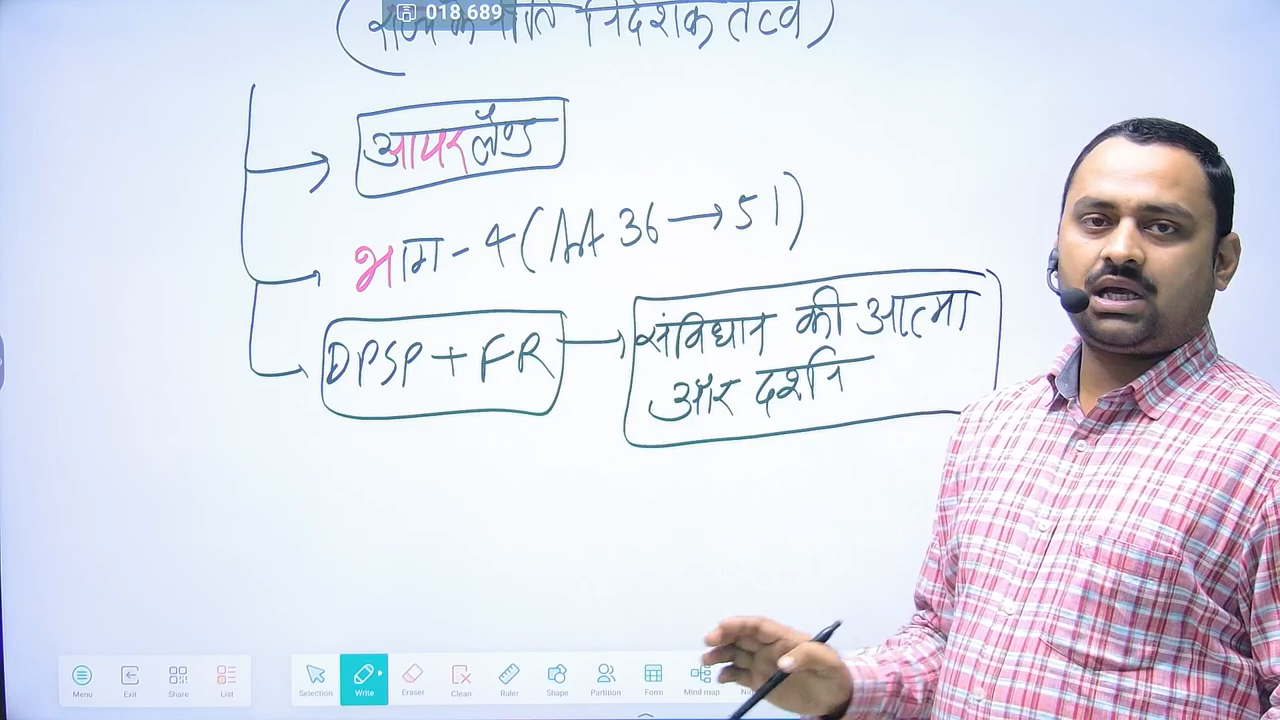 018.689
(राज्य के नीति निदेशक तत्व)
आयरलैण्ड
भाग-4 (Art 36→51)
DPSP + FR → संविधान की आत्मा
और दर्शन
Menu Exit Share List Selection Write Eraser Clean Ruler Shape Partition Form Mind map